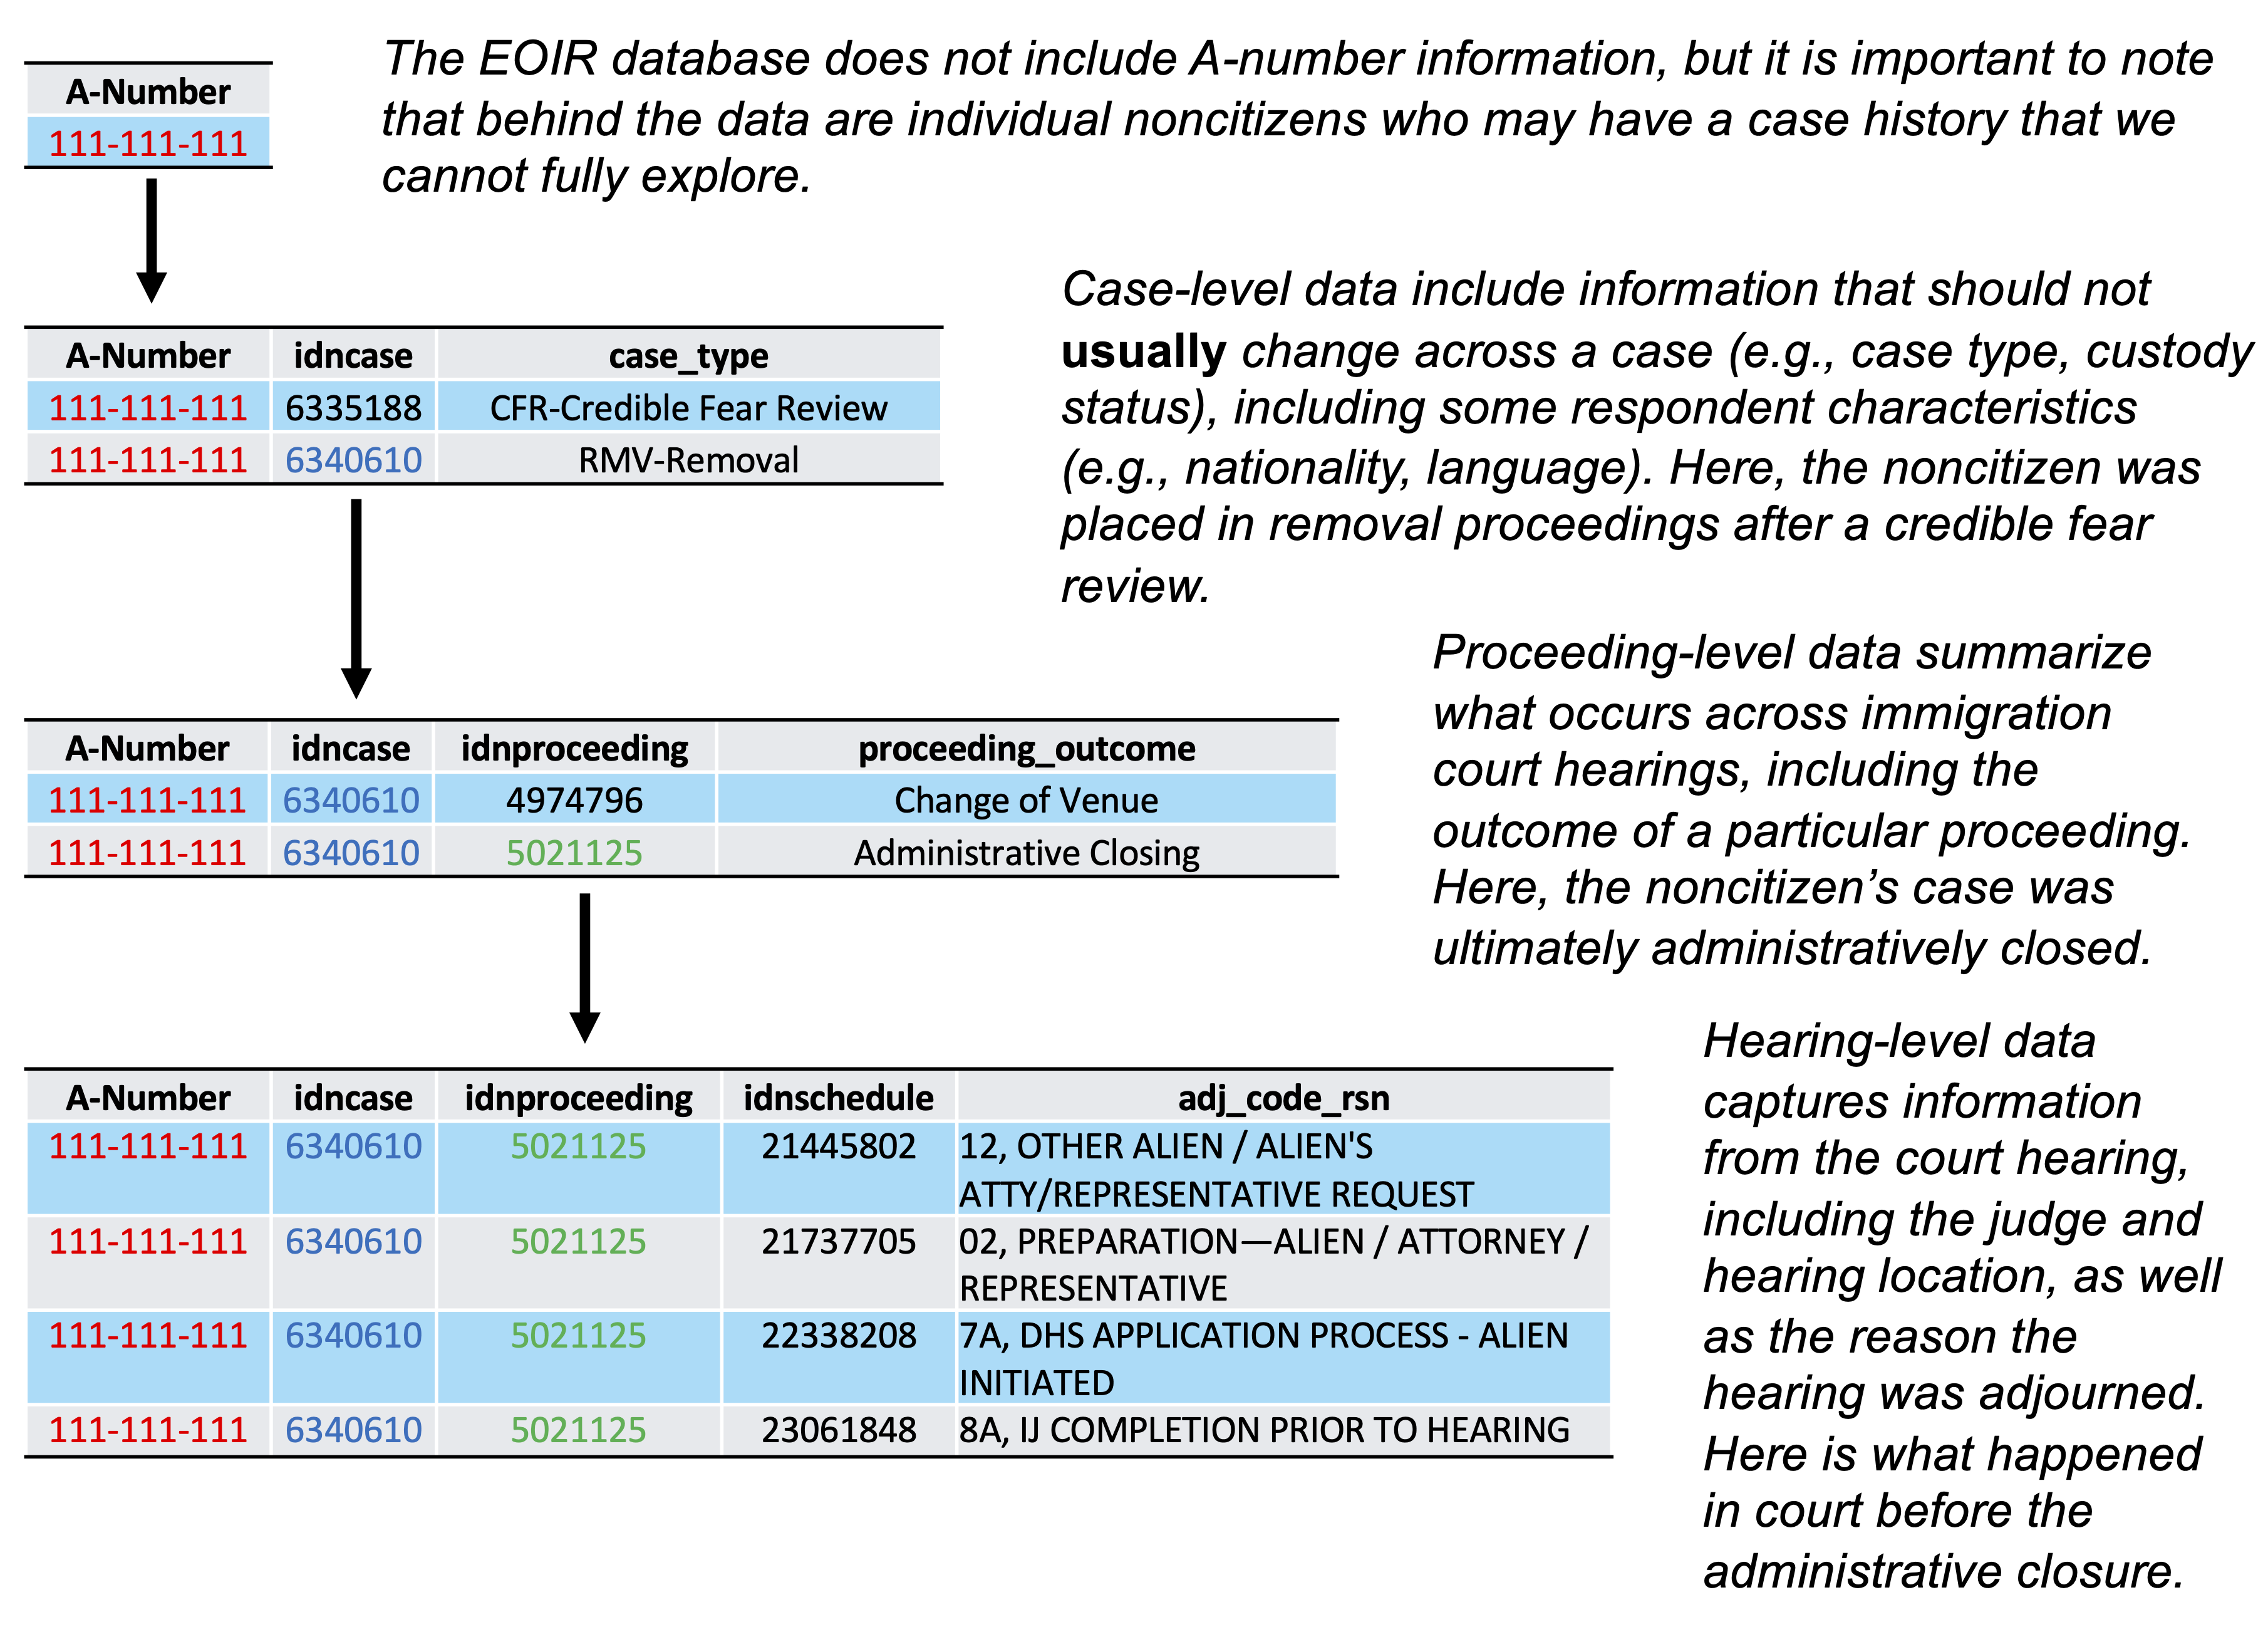 The EOIR database does not include A-number information, but it is important to note
that behind the data are individual noncitizens who may have a case history that we
cannot fully explore.
A-Number
111-111-111
Case-level data include information that should not
usually change across a case (e.g., case type, custody
status), including some respondent characteristics
(e.g., nationality, language). Here, the noncitizen was
placed in removal proceedings after a credible fear
review.
A-Number idncase case_type
111-111-111 6335188 CFR-Credible Fear Review
111-111-111 6340610 RMV-Removal
Proceeding-level data summarize
what occurs across immigration
court hearings, including the
outcome of a particular proceeding.
Here, the noncitizen’s case was
ultimately administratively closed.
A-Number idncase idnproceeding proceeding_outcome
111-111-111 6340610 4974796 Change of Venue
111-111-111 6340610 5021125 Administrative Closing
Hearing-level data
captures information
from the court hearing,
including the judge and
hearing location, as well
as the reason the
hearing was adjourned.
Here is what happened
in court before the
administrative closure.
A-Number idncase idnproceeding idnschedule adj_code_rsn
111-111-111 6340610 5021125 21445802 12, OTHER ALIEN / ALIEN'S
ATTY/REPRESENTATIVE REQUEST
111-111-111 6340610 5021125 21737705 02, PREPARATION—ALIEN / ATTORNEY /
REPRESENTATIVE
111-111-111 6340610 5021125 22338208 7A, DHS APPLICATION PROCESS - ALIEN
INITIATED
111-111-111 6340610 5021125 23061848 8A, IJ COMPLETION PRIOR TO HEARING